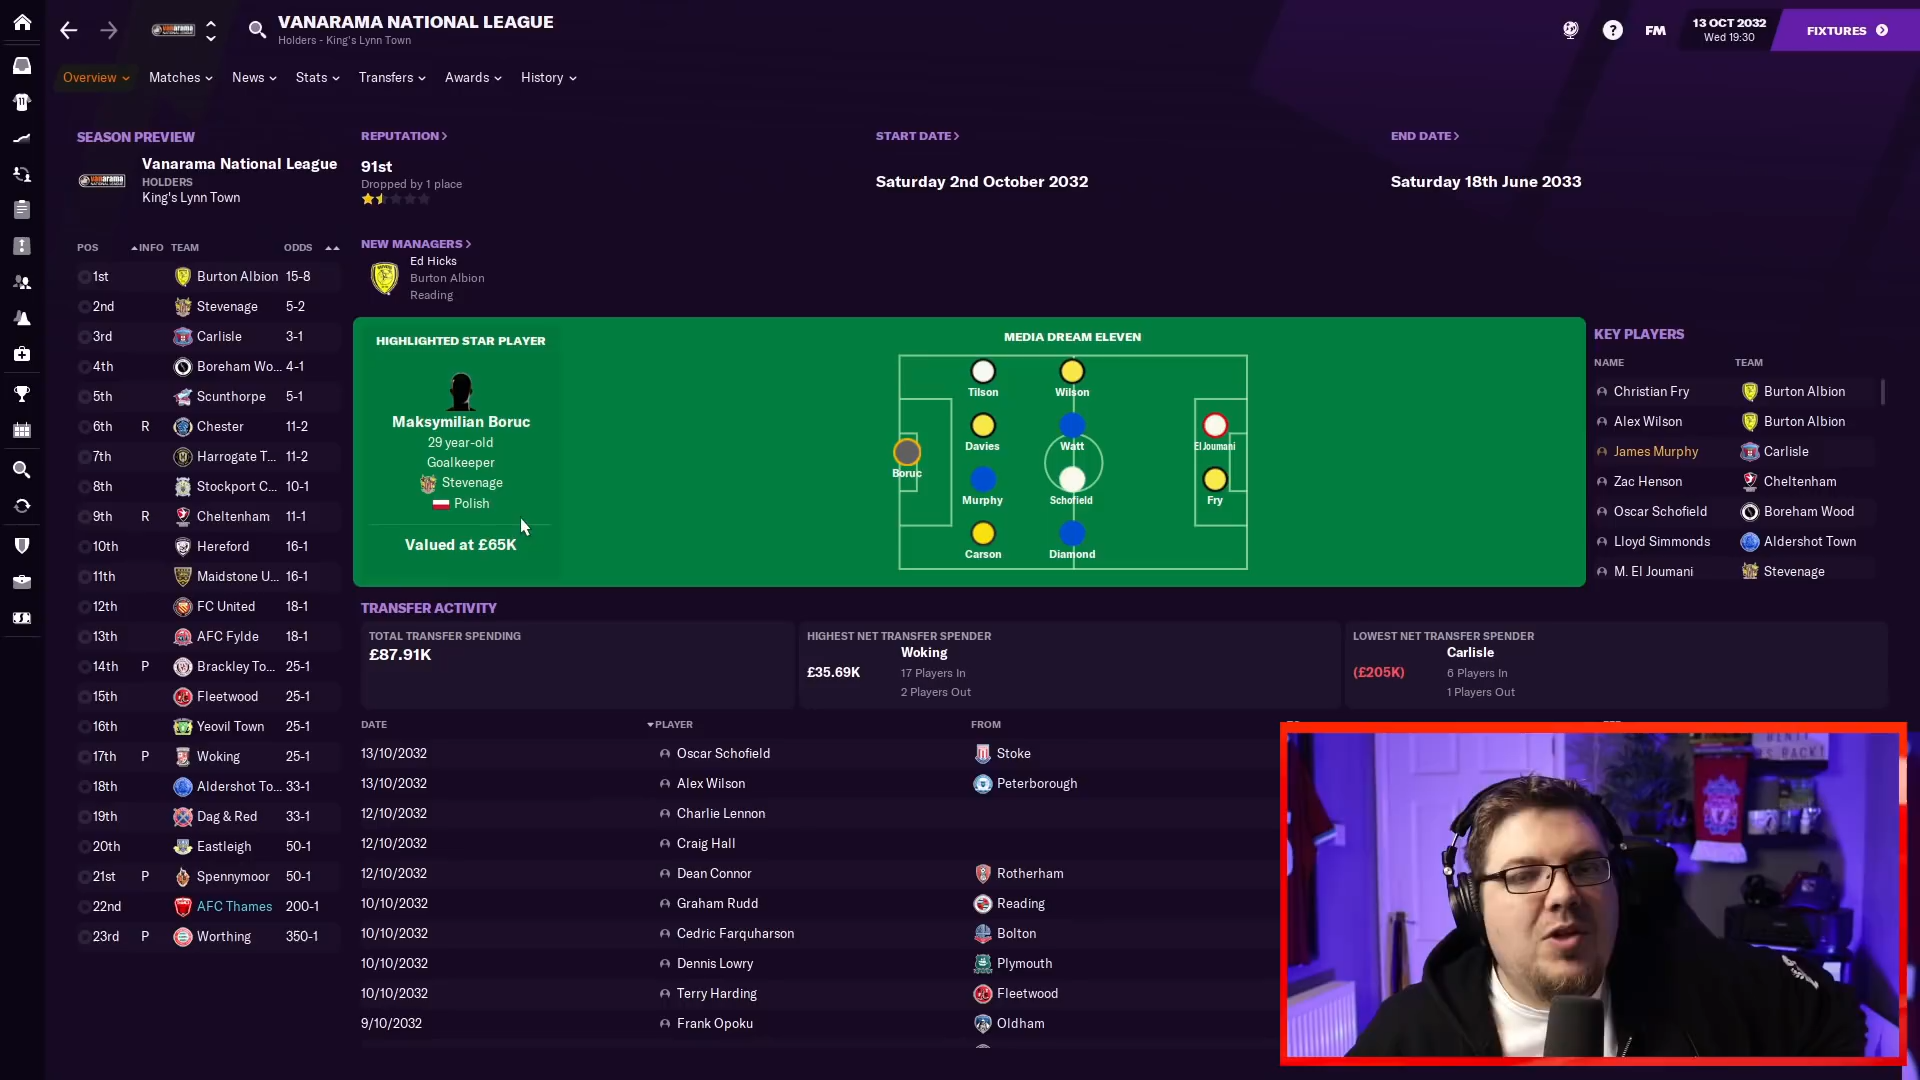 VANARAMA NATIONAL LEAGUE
Holders - King's Lynn Town
FM
13 OCT 2032
Wed 19:30
FIXTURES
Overview
Matches
News
Stats
Transfers
Awards
History
SEASON PREVIEW
Vanarama National League
HOLDERS
King's Lynn Town
REPUTATION
91st
Dropped by 1 place
START DATE
Saturday 2nd October 2032
END DATE
Saturday 18th June 2033
NEW MANAGERS
Ed Hicks
Burton Albion
Reading
POS INFO TEAM ODDS
1st Burton Albion 15-8
2nd Stevenage 5-2
3rd Carlisle 3-1
4th Boreham Wo... 4-1
5th Scunthorpe 5-1
6th R Chester 11-2
7th Harrogate T... 11-2
8th Stockport C... 10-1
9th R Cheltenham 11-1
10th Hereford 16-1
11th Maidstone U... 16-1
12th FC United 18-1
13th AFC Fylde 18-1
14th P Brackley To... 25-1
15th Fleetwood 25-1
16th Yeovil Town 25-1
17th P Woking 25-1
18th Aldershot To... 33-1
19th Dag & Red 33-1
20th Eastleigh 50-1
21st P Spennymoor 50-1
22nd AFC Thames 200-1
23rd P Worthing 350-1
HIGHLIGHTED STAR PLAYER
Maksymilian Boruc
29 year-old
Goalkeeper
Stevenage
Polish
Valued at £65K
MEDIA DREAM ELEVEN
Tilson
Wilson
Davies
Watt
El Joumani
Boruc
Murphy
Schofield
Fry
Carson
Diamond
KEY PLAYERS
NAME TEAM
Christian Fry Burton Albion
Alex Wilson Burton Albion
James Murphy Carlisle
Zac Henson Cheltenham
Oscar Schofield Boreham Wood
Lloyd Simmonds Aldershot Town
M. El Joumani Stevenage
TRANSFER ACTIVITY
TOTAL TRANSFER SPENDING
£87.91K
HIGHEST NET TRANSFER SPENDER
Woking
£35.69K
17 Players In
2 Players Out
LOWEST NET TRANSFER SPENDER
Carlisle
(£205K)
6 Players In
1 Players Out
DATE PLAYER FROM
13/10/2032 Oscar Schofield Stoke
13/10/2032 Alex Wilson Peterborough
12/10/2032 Charlie Lennon
12/10/2032 Craig Hall
12/10/2032 Dean Connor Rotherham
10/10/2032 Graham Rudd Reading
10/10/2032 Cedric Farquharson Bolton
10/10/2032 Dennis Lowry Plymouth
10/10/2032 Terry Harding Fleetwood
9/10/2032 Frank Opoku Oldham